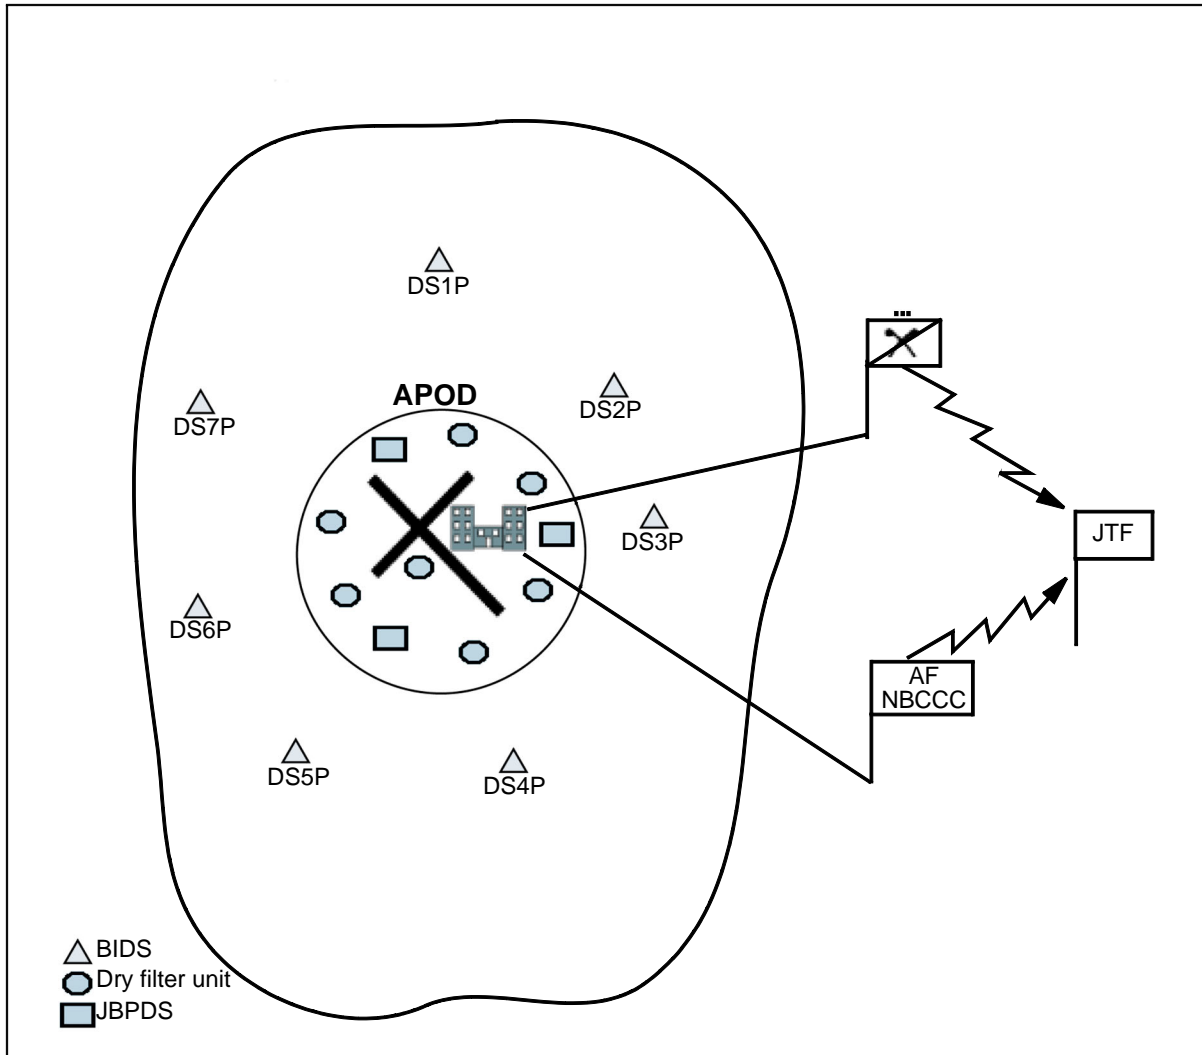 DS1P
APOD
DS2P
DS7P
DS3P
JTF
DS6P
AF
NBCCC
DS5P
DS4P
BIDS
Dry filter unit
JBPDS